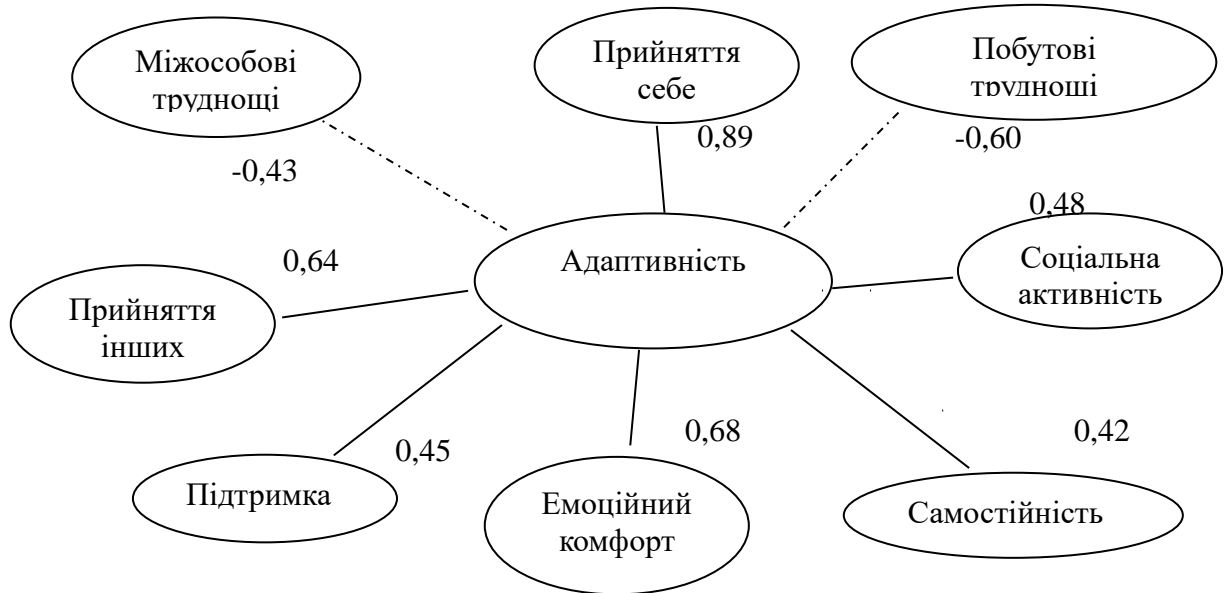 Міжособові
труднощі
-0,43
Прийняття
себе
0,89
Побутові
труднощі
-0,60
0,48
Соціальна
активність
Адаптивність
0,64
Прийняття
інших
0,45
Підтримка
0,68
Емоційний
комфорт
0,42
Самостійність